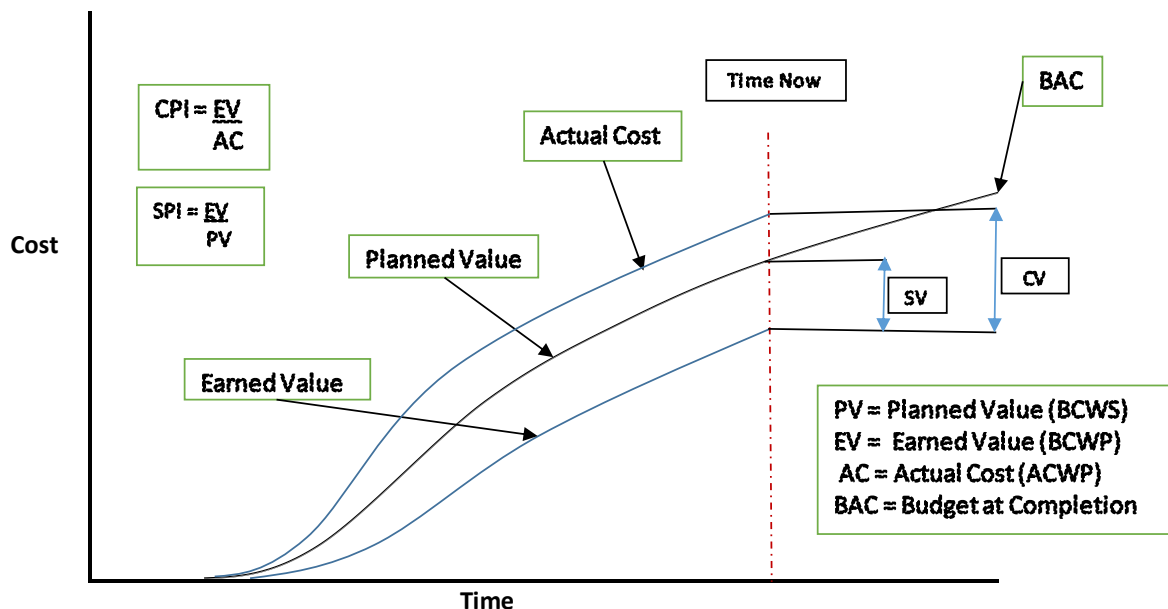 CPI = EV
AC
SPI = EV
PV
Cost
Time Now
BAC
Actual Cost
Planned Value
Earned Value
SV
CV
PV = Planned Value (BCWS)
EV = Earned Value (BCWP)
AC = Actual Cost (ACWP)
BAC = Budget at Completion
Time